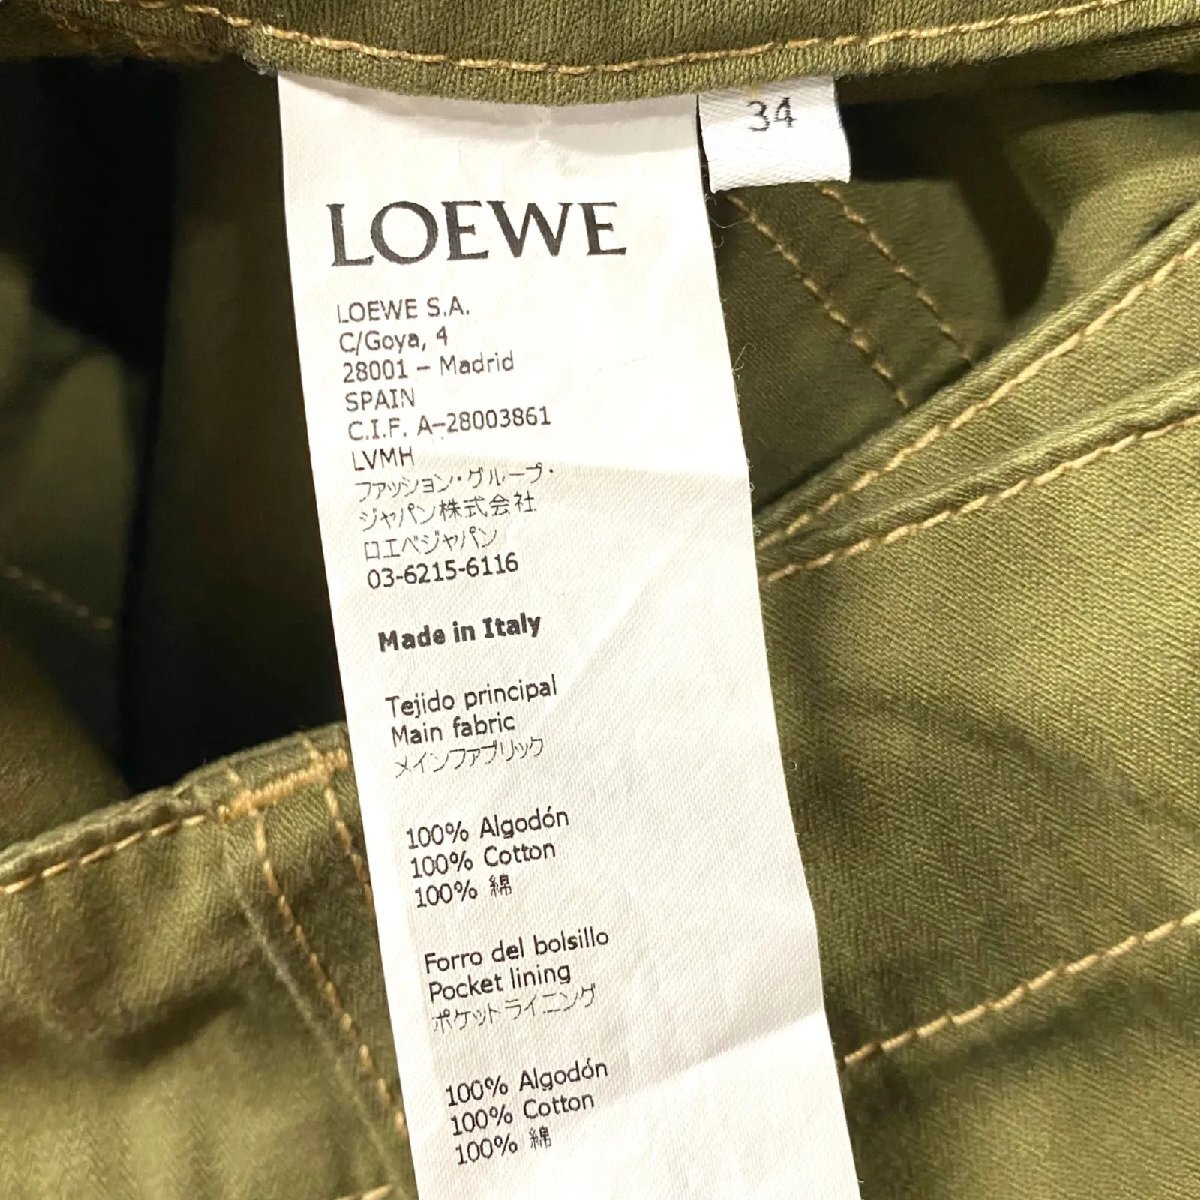 34
LOEWE
LOEWE S.A.
C/Goya, 4
28001 – Madrid
SPAIN
C.I.F. A–28003861
LVMH
ファッション・グループ・
ジャパン株式会社
ロエベジャパン
03-6215-6116
Made in Italy
Tejido principal
Main fabric
メインファブリック
100% Algodón
100% Cotton
100% 綿
Forro del bolsillo
Pocket lining
ポケットライニング
100% Algodón
100% Cotton
100% 綿